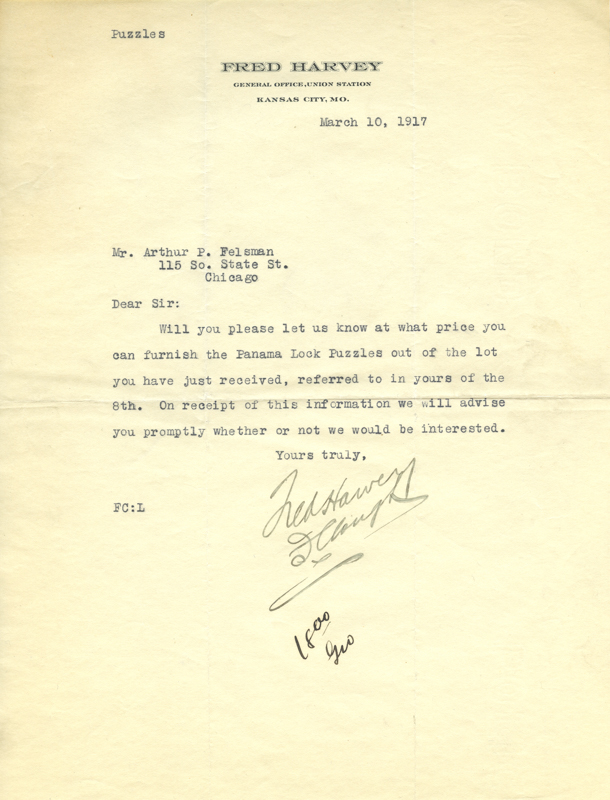 Puzzles
FRED HARVEY
GENERAL OFFICE, UNION STATION
KANSAS CITY, MO.
March 10, 1917
Mr. Arthur P. Felsman
115 So. State St.
Chicago
Dear Sir:
Will you please let us know at what price you
can furnish the Panama Lock Puzzles out of the lot
you have just received, referred to in yours of the
8th. On receipt of this information we will advise
you promptly whether or not we would be interested.
Yours truly,
Fred Harvey
FC:L
18 00